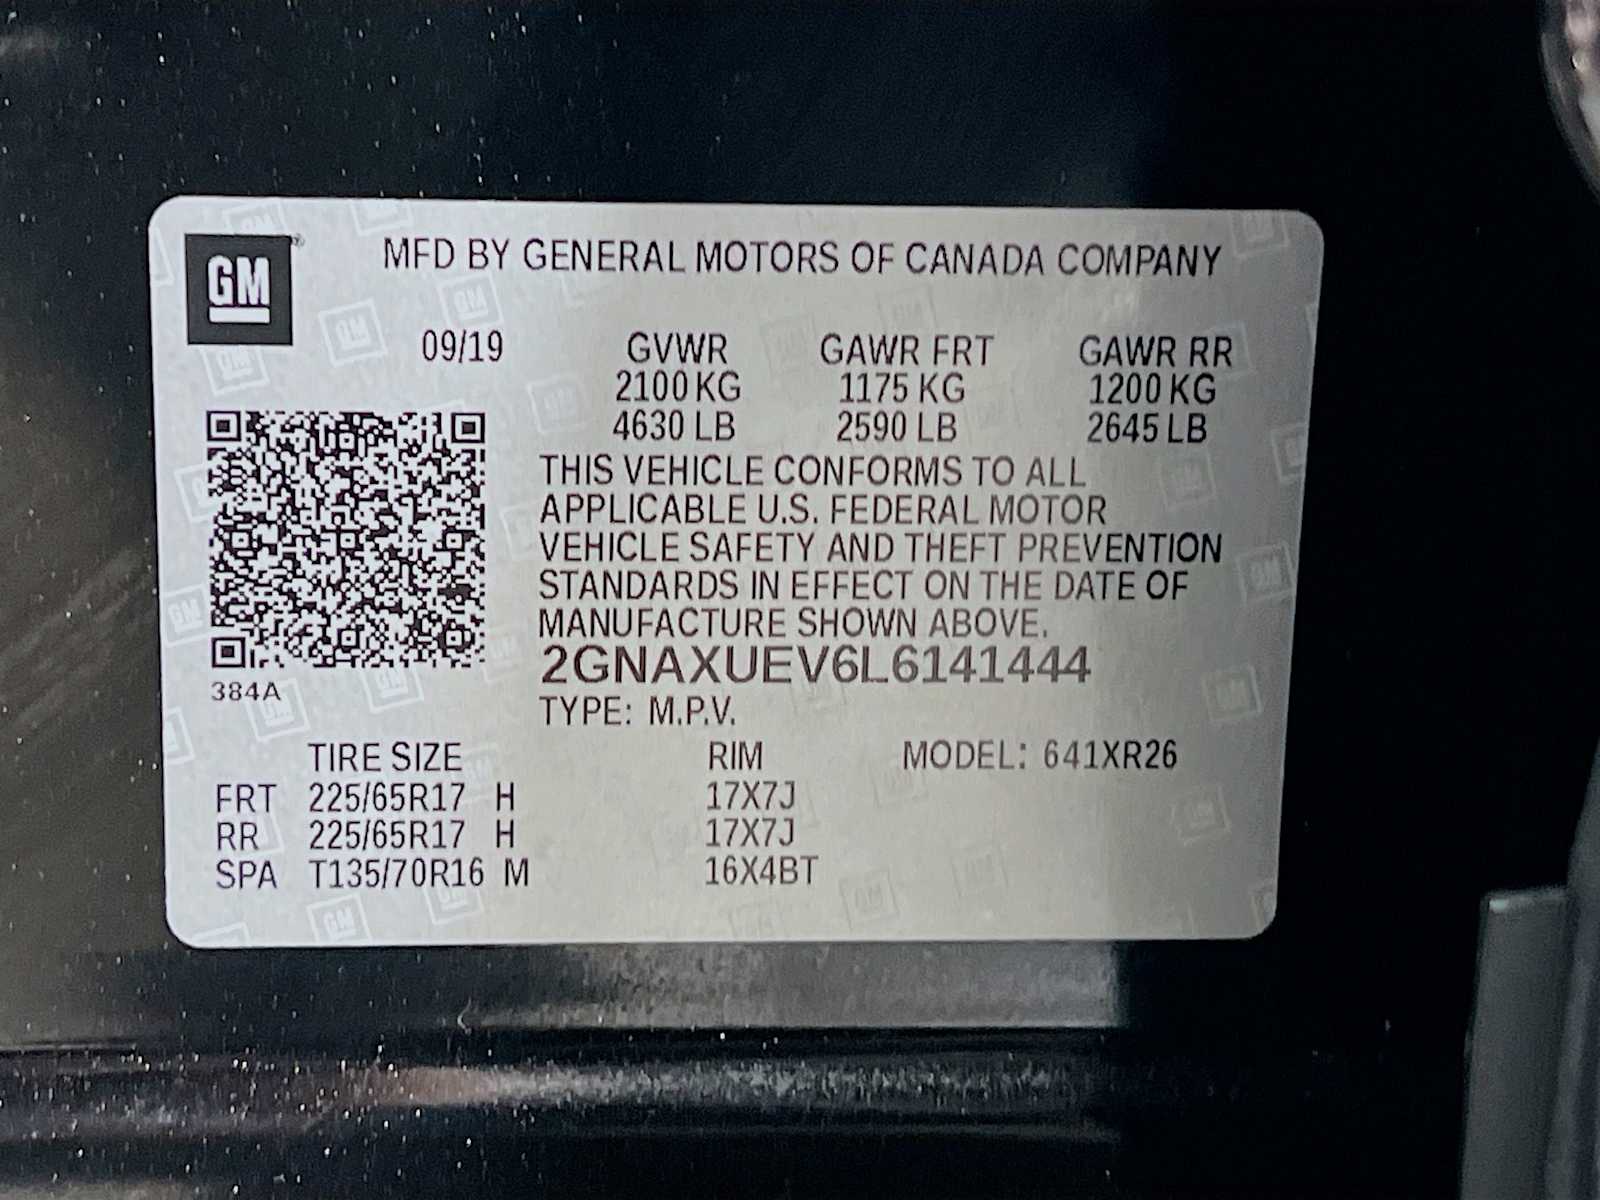 GM
MFD BY GENERAL MOTORS OF CANADA COMPANY
09/19 GVWR GAWR FRT GAWR RR
2100 KG 1175 KG 1200 KG
4630 LB 2590 LB 2645 LB
THIS VEHICLE CONFORMS TO ALL
APPLICABLE U.S. FEDERAL MOTOR
VEHICLE SAFETY AND THEFT PREVENTION
STANDARDS IN EFFECT ON THE DATE OF
MANUFACTURE SHOWN ABOVE.
2GNAXUEV6L6141444
384A
TYPE: M.P.V.
TIRE SIZE RIM MODEL: 641XR26
FRT 225/65R17 H 17X7J
RR 225/65R17 H 17X7J
SPA T135/70R16 M 16X4BT